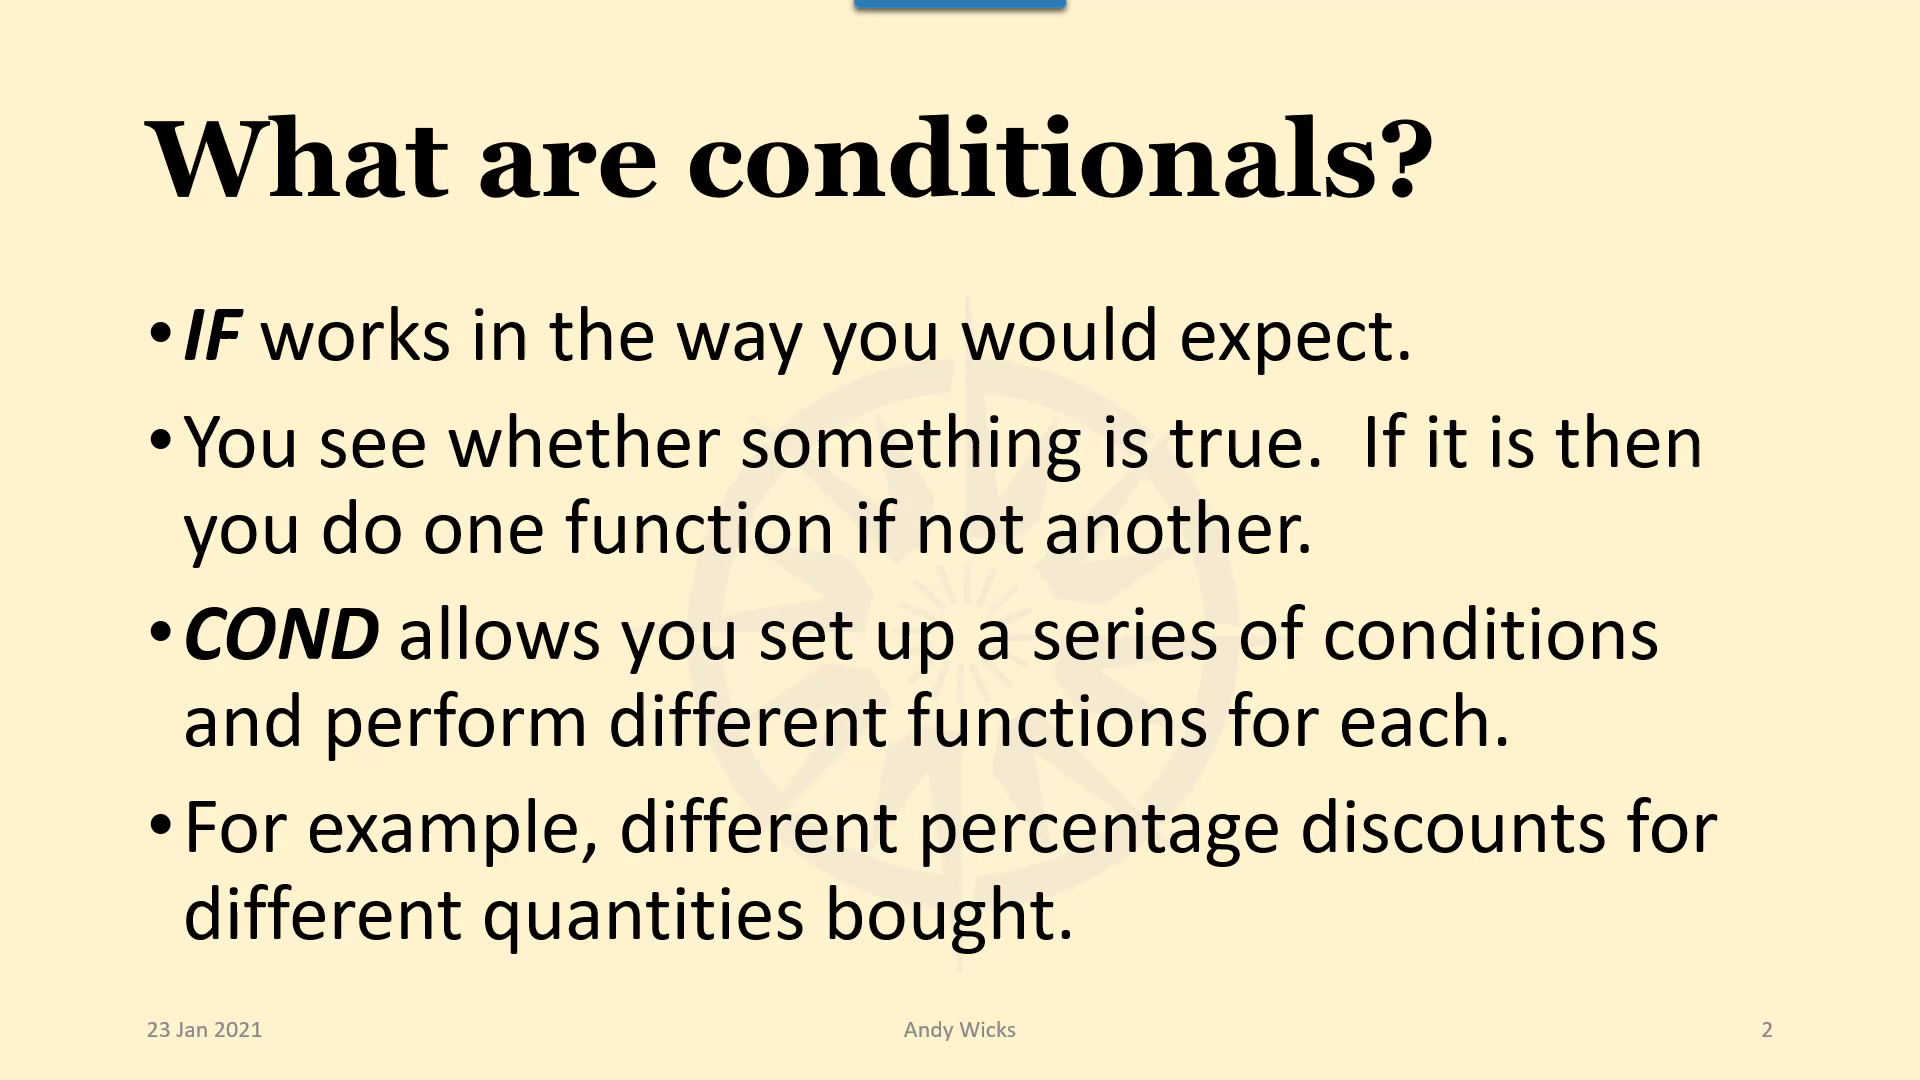 What are conditionals?
•IF works in the way you would expect.
•You see whether something is true.  If it is then
you do one function if not another.
•COND allows you set up a series of conditions
and perform different functions for each.
•For example, different percentage discounts for
different quantities bought.
23 Jan 2021
Andy Wicks
2